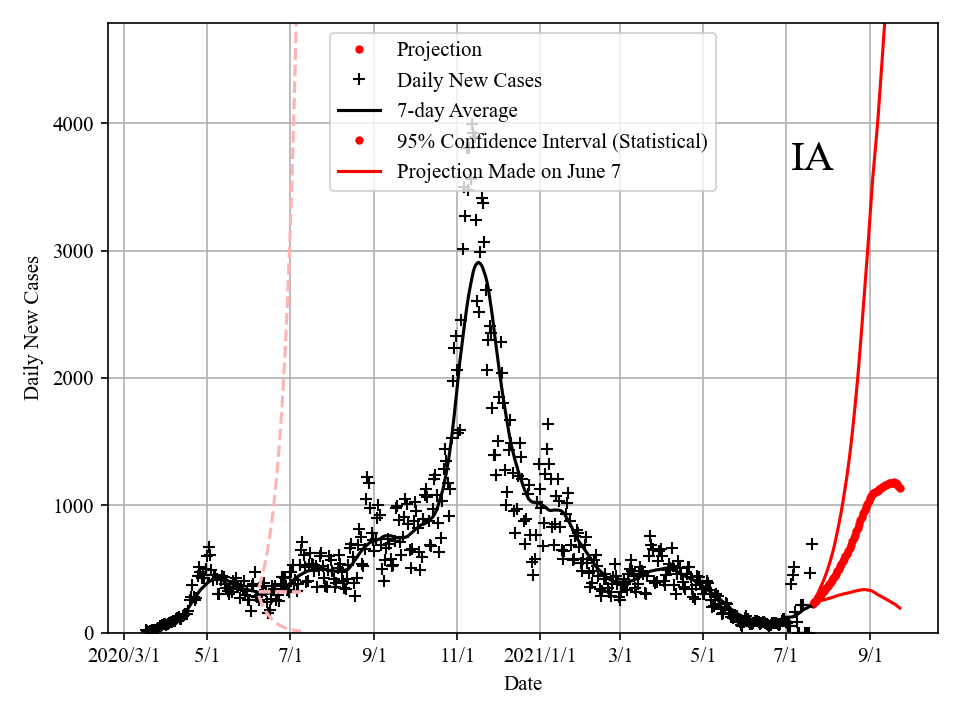 Projection
Daily New Cases
7-day Average
95% Confidence Interval (Statistical)
Projection Made on June 7
IA
4000
3000
2000
1000
0
Daily New Cases
2020/3/1 5/1 7/1 9/1 11/1 2021/1/1 3/1 5/1 7/1 9/1
Date